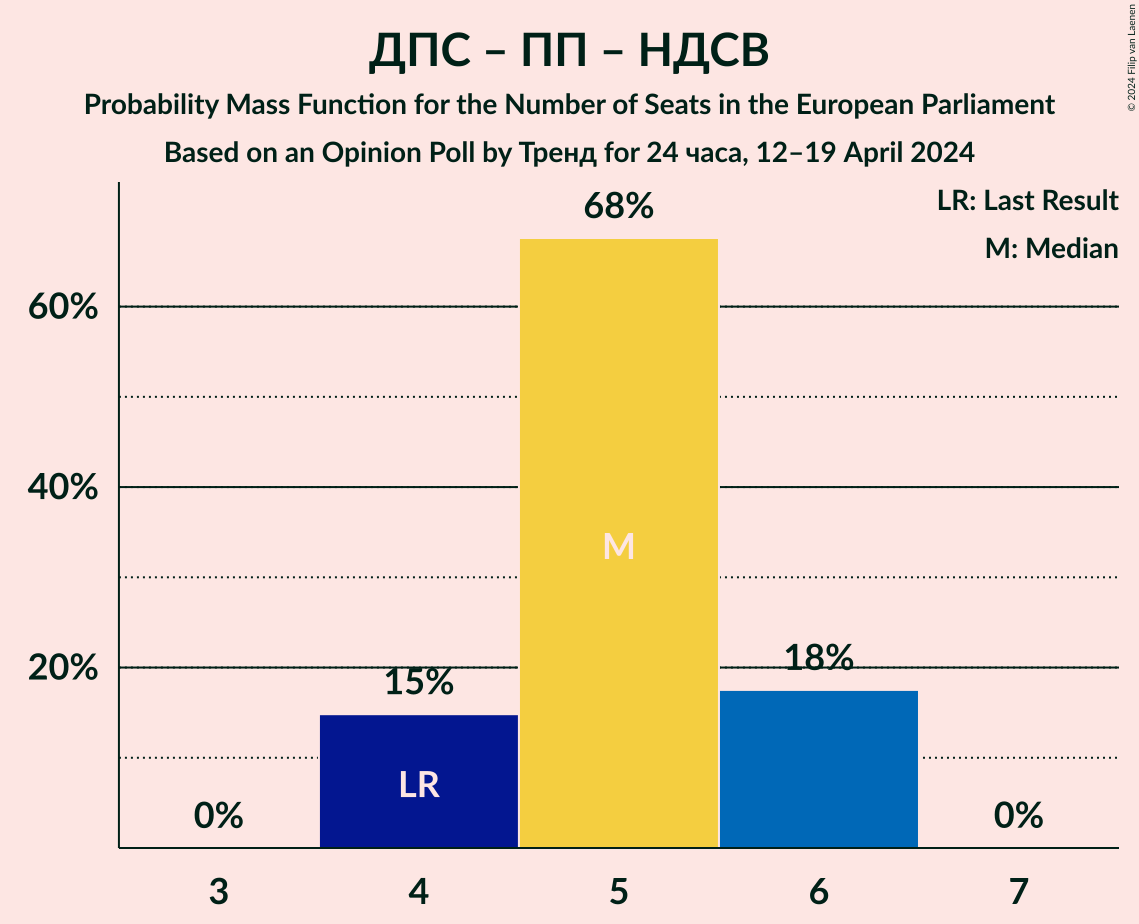 ДПС – ПП – НДСВ
Probability Mass Function for the Number of Seats in the European Parliament
Based on an Opinion Poll by Тренд for 24 часа, 12–19 April 2024
© 2024 Filip van Laenen
LR: Last Result
M: Median
68%
60%
40%
M
20%
18%
15%
LR
0%
0%
3
4
5
6
7